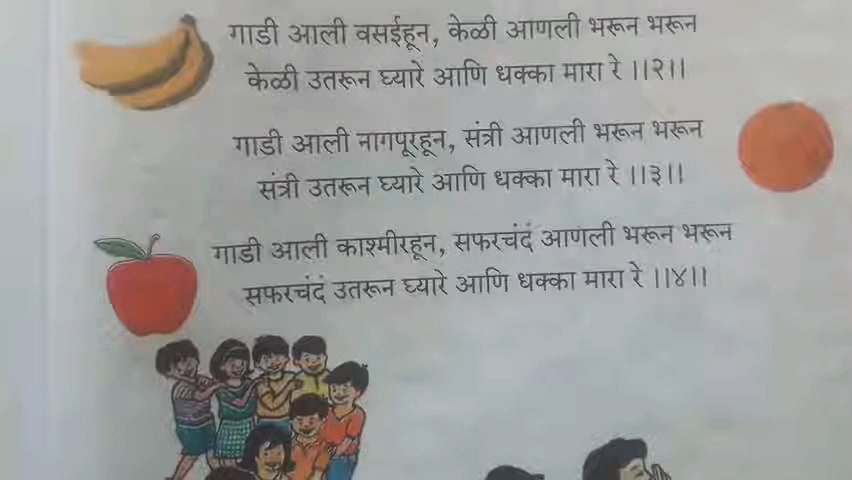 गाडी आली वसईहून, केळी आणली भरून भरून
केळी उतरून घ्यारे आणि धक्का मारा रे ।।२।।
गाडी आली नागपूरहून, संत्री आणली भरून भरून
संत्री उतरून घ्यारे आणि धक्का मारा रे ।।३।।
गाडी आली काश्मीरहून, सफरचंदं आणली भरून भरून
सफरचंदं उतरून घ्यारे आणि धक्का मारा रे ।।४।।